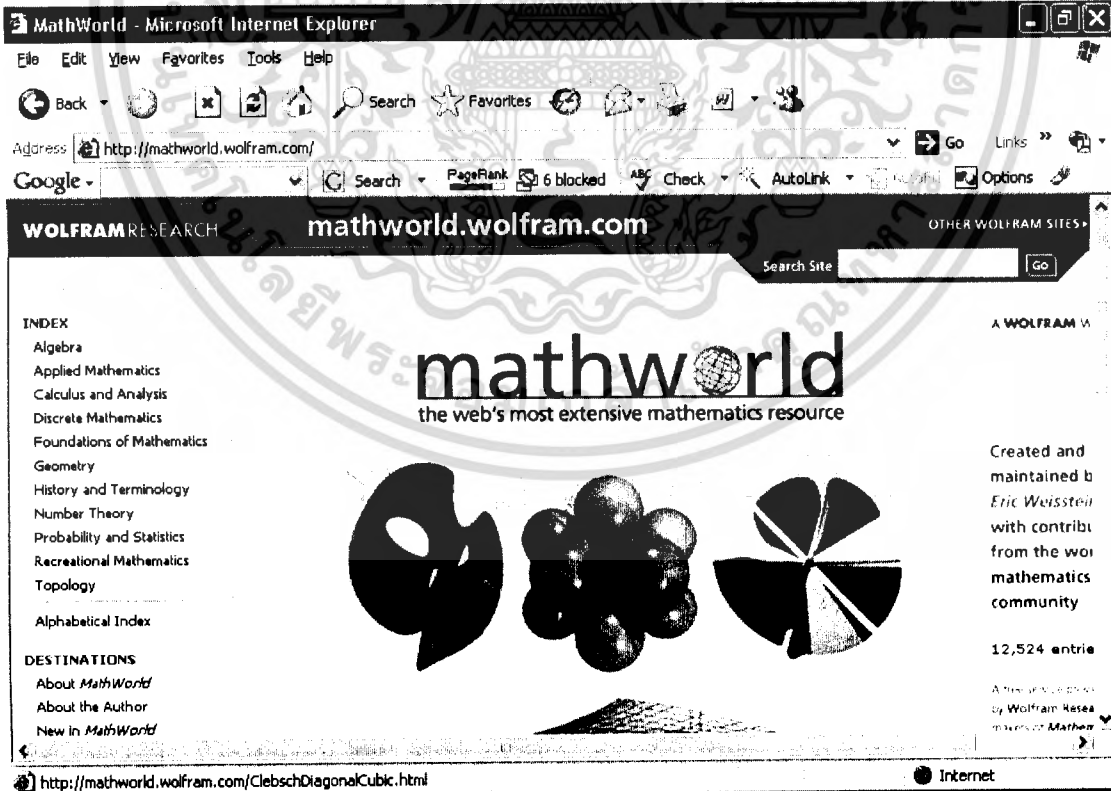 MathWorld - Microsoft Internet Explorer
File Edit View Favorites Tools Help
Back Search Favorites
Address http://mathworld.wolfram.com/ Go Links »
Google Search PageRank 6 blocked ABC Check AutoLink Options
WOLFRAMRESEARCH mathworld.wolfram.com OTHER WOLFRAM SITES
Search Site Go
INDEX
Algebra
Applied Mathematics
Calculus and Analysis
Discrete Mathematics
Foundations of Mathematics
Geometry
History and Terminology
Number Theory
Probability and Statistics
Recreational Mathematics
Topology
Alphabetical Index
DESTINATIONS
About MathWorld
About the Author
New in MathWorld
mathworld
the web's most extensive mathematics resource
A WOLFRAM W
Created and
maintained b
Eric Weisstein
with contribu
from the wor
mathematics
community
12,524 entrie
by Wolfram Resea
makers of Mathem
http://mathworld.wolfram.com/ClebschDiagonalCubic.html Internet